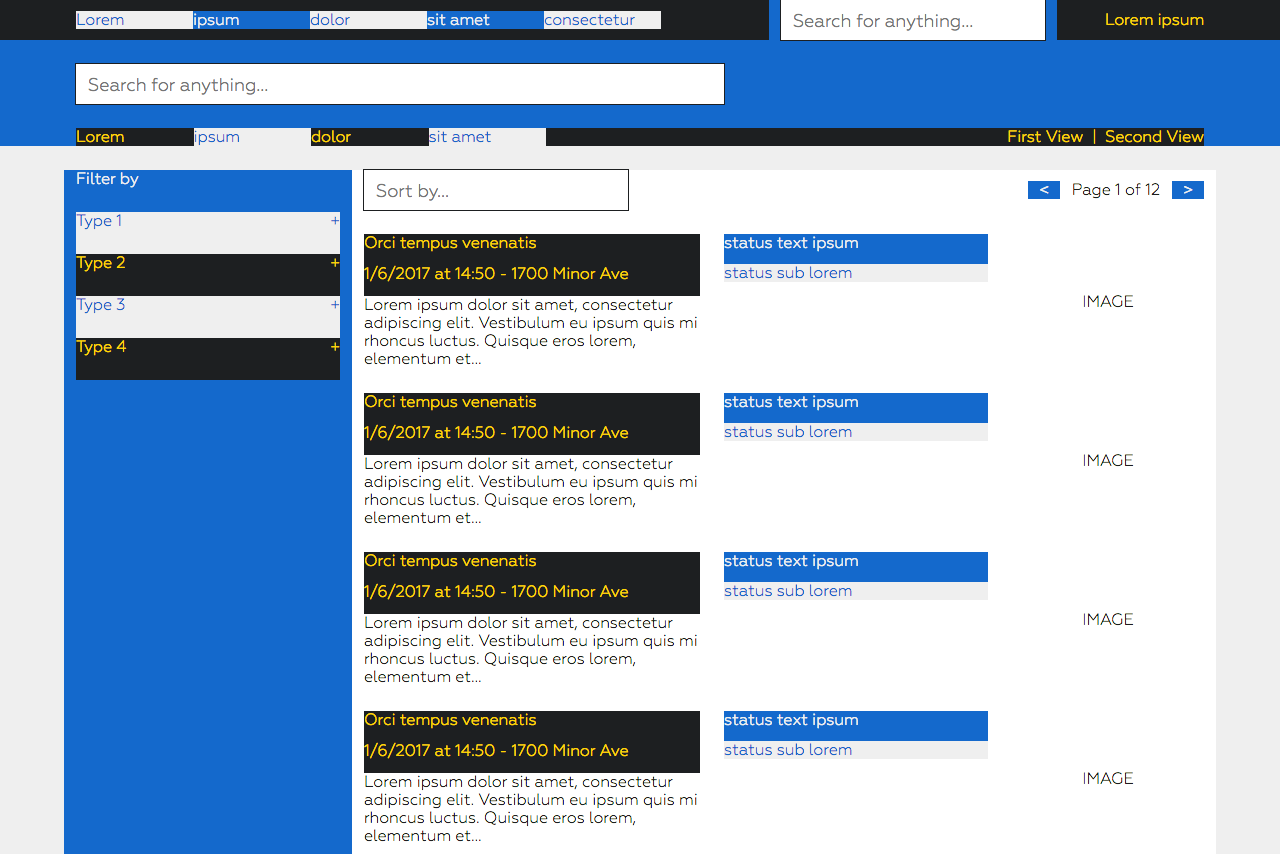 Lorem ipsum dolor sit amet consectetur Search for anything... Lorem ipsum
Search for anything...
Lorem ipsum dolor sit amet First View | Second View
Filter by
Type 1 +
Type 2 +
Type 3 +
Type 4 +
Sort by... < Page 1 of 12 >
Orci tempus venenatis
1/6/2017 at 14:50 - 1700 Minor Ave
Lorem ipsum dolor sit amet, consectetur
adipiscing elit. Vestibulum eu ipsum quis mi
rhoncus luctus. Quisque eros lorem,
elementum et...
status text ipsum
status sub lorem
IMAGE
Orci tempus venenatis
1/6/2017 at 14:50 - 1700 Minor Ave
Lorem ipsum dolor sit amet, consectetur
adipiscing elit. Vestibulum eu ipsum quis mi
rhoncus luctus. Quisque eros lorem,
elementum et...
status text ipsum
status sub lorem
IMAGE
Orci tempus venenatis
1/6/2017 at 14:50 - 1700 Minor Ave
Lorem ipsum dolor sit amet, consectetur
adipiscing elit. Vestibulum eu ipsum quis mi
rhoncus luctus. Quisque eros lorem,
elementum et...
status text ipsum
status sub lorem
IMAGE
Orci tempus venenatis
1/6/2017 at 14:50 - 1700 Minor Ave
Lorem ipsum dolor sit amet, consectetur
adipiscing elit. Vestibulum eu ipsum quis mi
rhoncus luctus. Quisque eros lorem,
elementum et...
status text ipsum
status sub lorem
IMAGE